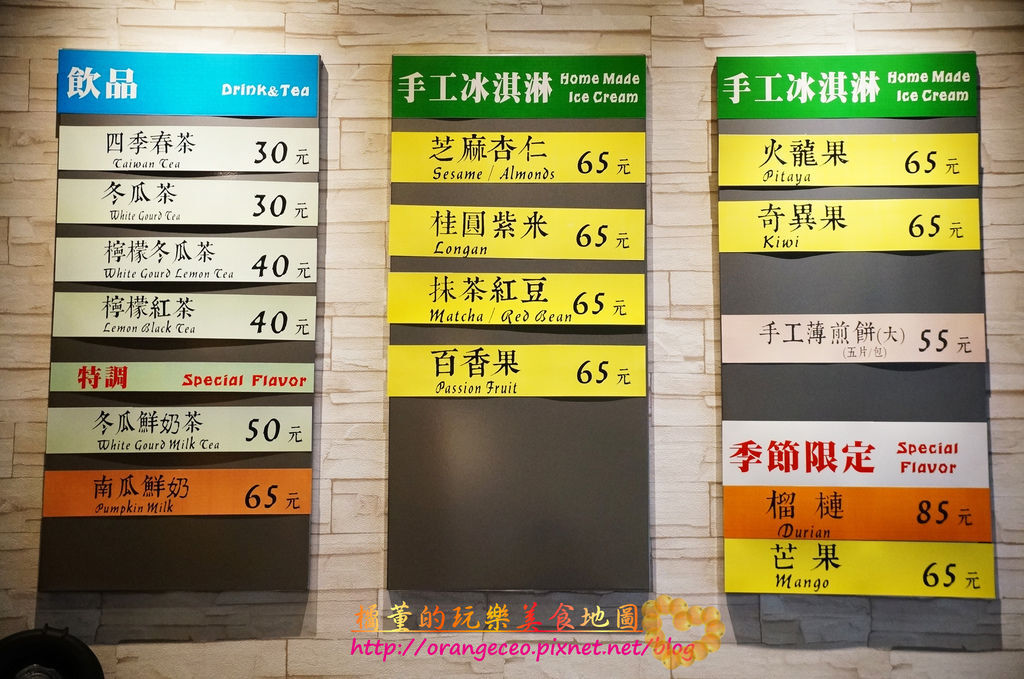 飲品 Drink&Tea
四季春茶 30元
Taiwan Tea
冬瓜茶 30元
White Gourd Tea
檸檬冬瓜茶 40元
White Gourd Lemon Tea
檸檬紅茶 40元
Lemon Black Tea
特調 Special Flavor
冬瓜鮮奶茶 50元
White Gourd Milk Tea
南瓜鮮奶 65元
Pumpkin Milk
手工冰淇淋 Home Made
Ice Cream
芝麻杏仁 65元
Sesame / Almonds
桂圓紫米 65元
Longan
抹茶紅豆 65元
Matcha / Red Bean
百香果 65元
Passion Fruit
手工冰淇淋 Home Made
Ice Cream
火龍果 65元
Pitaya
奇異果 65元
Kiwi
手工薄煎餅(大) 55元
(五片/包)
季節限定 Special
Flavor
榴槤 85元
Durian
芒果 65元
Mango
橘董的玩樂美食地圖
http://orangeceo.pixnet.net/blog